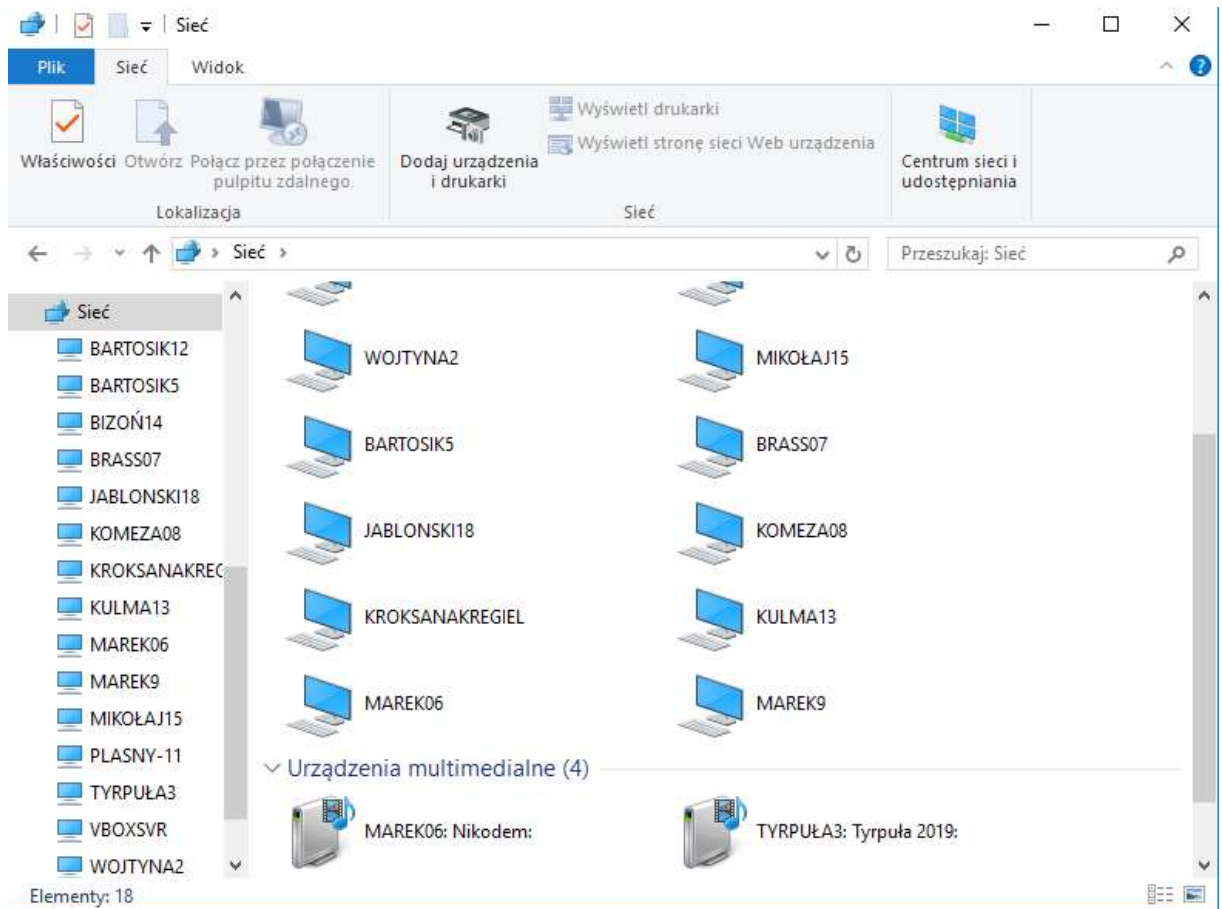 Sieć
Plik
Sieć
Widok
Właściwości
Otwórz
Połącz przez połączenie
pulpitu zdalnego
Lokalizacja
Dodaj urządzenia
i drukarki
Wyświetl drukarki
Wyświetl stronę sieci Web urządzenia
Sieć
Centrum sieci i
udostępniania
Sieć
Przeszukaj: Sieć
Sieć
BARTOSIK12
BARTOSIK5
BIZOŃ14
BRASS07
JABLONSKI18
KOMEZA08
KROKSANAKREG
KULMA13
MAREK06
MAREK9
MIKOŁAJ15
PLASNY-11
TYRPUŁA3
VBOXSVR
WOJTYNA2
WOJTYNA2
MIKOŁAJ15
BARTOSIK5
BRASS07
JABLONSKI18
KOMEZA08
KROKSANAKREGIEL
KULMA13
MAREK06
MAREK9
Urządzenia multimedialne (4)
MAREK06: Nikodem:
TYRPUŁA3: Tyrpuła 2019:
Elementy: 18